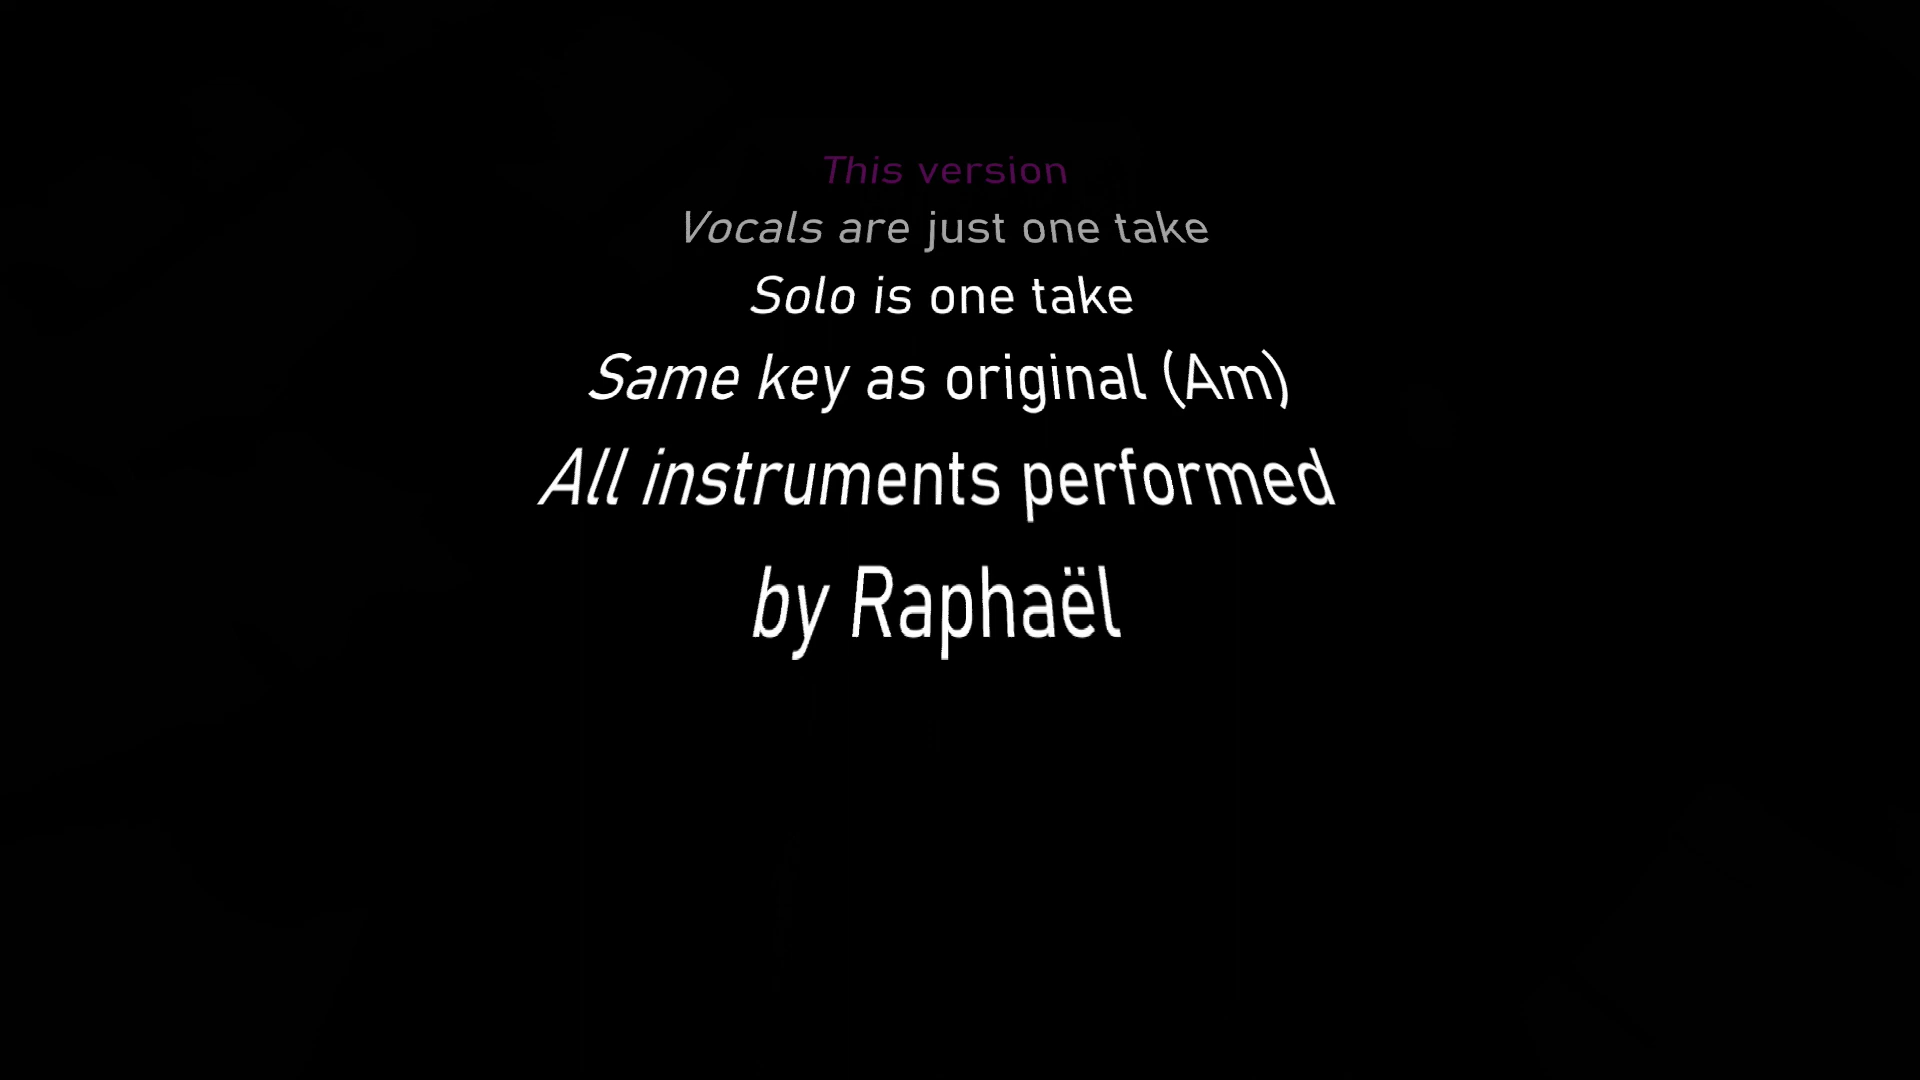 This version
Vocals are just one take
Solo is one take
Same key as original (Am)
All instruments performed
by Raphaël